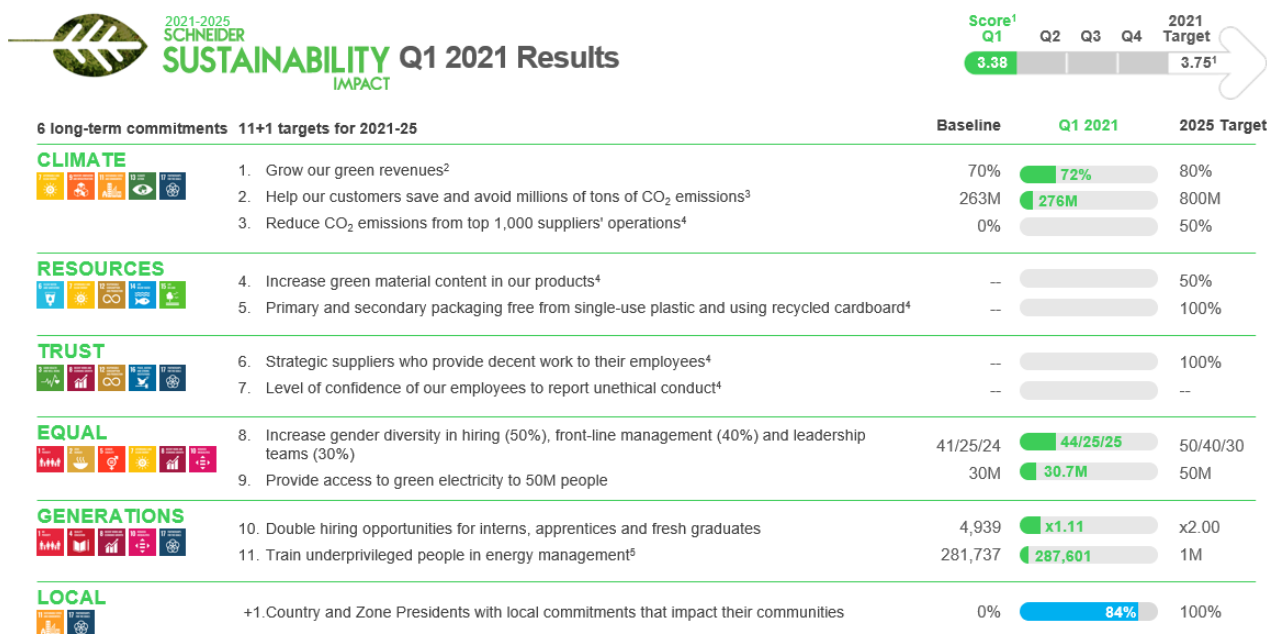 2021-2025
SCHNEIDER
SUSTAINABILITY
IMPACT
Q1 2021 Results
Score¹
Q1 Q2 Q3 Q4 2021 Target
3.38 3.75¹
6 long-term commitments 11+1 targets for 2021-25 Baseline Q1 2021 2025 Target
CLIMATE
1. Grow our green revenues² 70% 72% 80%
2. Help our customers save and avoid millions of tons of CO₂ emissions³ 263M 276M 800M
3. Reduce CO₂ emissions from top 1,000 suppliers' operations⁴ 0% 50%
RESOURCES
4. Increase green material content in our products⁴ -- 50%
5. Primary and secondary packaging free from single-use plastic and using recycled cardboard⁴ -- 100%
TRUST
6. Strategic suppliers who provide decent work to their employees⁴ -- 100%
7. Level of confidence of our employees to report unethical conduct⁴ -- --
EQUAL
8. Increase gender diversity in hiring (50%), front-line management (40%) and leadership
teams (30%) 41/25/24 44/25/25 50/40/30
9. Provide access to green electricity to 50M people 30M 30.7M 50M
GENERATIONS
10. Double hiring opportunities for interns, apprentices and fresh graduates 4,939 x1.11 x2.00
11. Train underprivileged people in energy management⁵ 281,737 287,601 1M
LOCAL
+1.Country and Zone Presidents with local commitments that impact their communities 0% 84% 100%